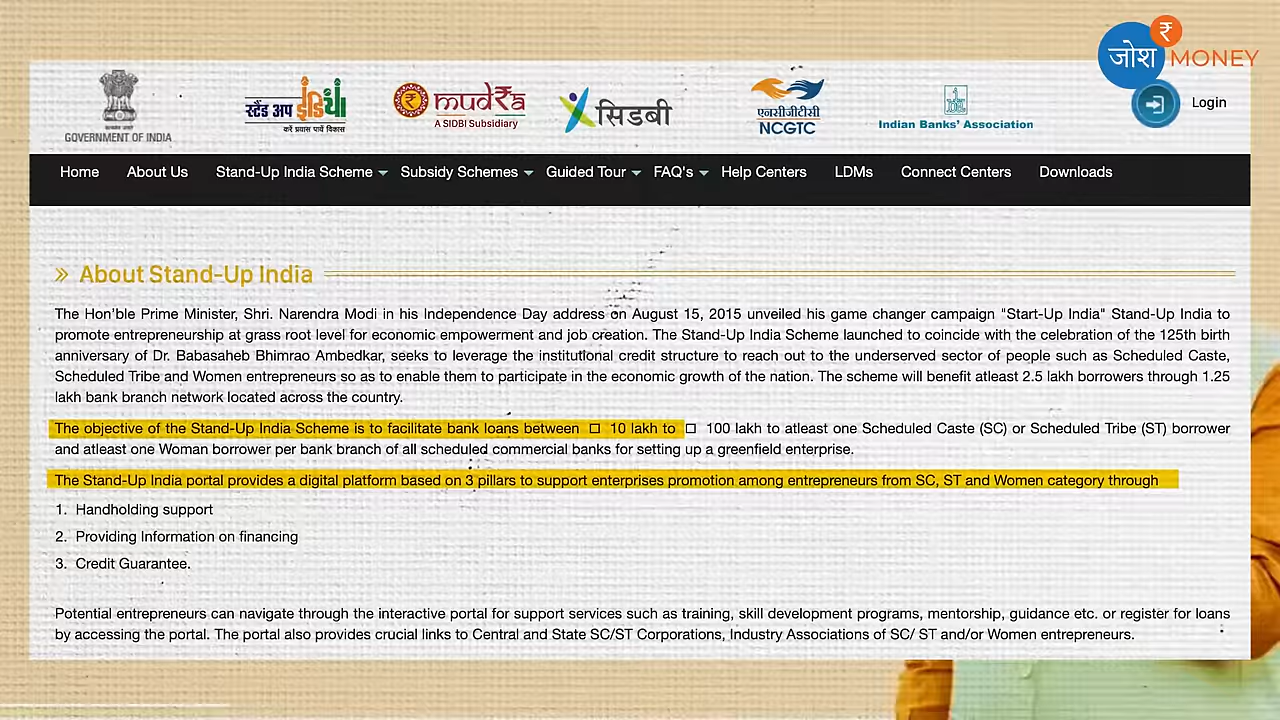 जोश ₹ MONEY
GOVERNMENT OF INDIA
स्टैंड अप इंडिया
करें प्रयास पायें विकास
₹ mudRa
A SIDBI Subsidiary
सिडबी
एनसीजीटीसी
NCGTC
Indian Banks' Association
Login
Home About Us Stand-Up India Scheme Subsidy Schemes Guided Tour FAQ's Help Centers LDMs Connect Centers Downloads
» About Stand-Up India
The Hon'ble Prime Minister, Shri. Narendra Modi in his Independence Day address on August 15, 2015 unveiled his game changer campaign "Start-Up India" Stand-Up India to
promote entrepreneurship at grass root level for economic empowerment and job creation. The Stand-Up India Scheme launched to coincide with the celebration of the 125th birth
anniversary of Dr. Babasaheb Bhimrao Ambedkar, seeks to leverage the institutional credit structure to reach out to the underserved sector of people such as Scheduled Caste,
Scheduled Tribe and Women entrepreneurs so as to enable them to participate in the economic growth of the nation. The scheme will benefit atleast 2.5 lakh borrowers through 1.25
lakh bank branch network located across the country.
The objective of the Stand-Up India Scheme is to facilitate bank loans between □ 10 lakh to □ 100 lakh to atleast one Scheduled Caste (SC) or Scheduled Tribe (ST) borrower
and atleast one Woman borrower per bank branch of all scheduled commercial banks for setting up a greenfield enterprise.
The Stand-Up India portal provides a digital platform based on 3 pillars to support enterprises promotion among entrepreneurs from SC, ST and Women category through
1. Handholding support
2. Providing Information on financing
3. Credit Guarantee.
Potential entrepreneurs can navigate through the interactive portal for support services such as training, skill development programs, mentorship, guidance etc. or register for loans
by accessing the portal. The portal also provides crucial links to Central and State SC/ST Corporations, Industry Associations of SC/ ST and/or Women entrepreneurs.